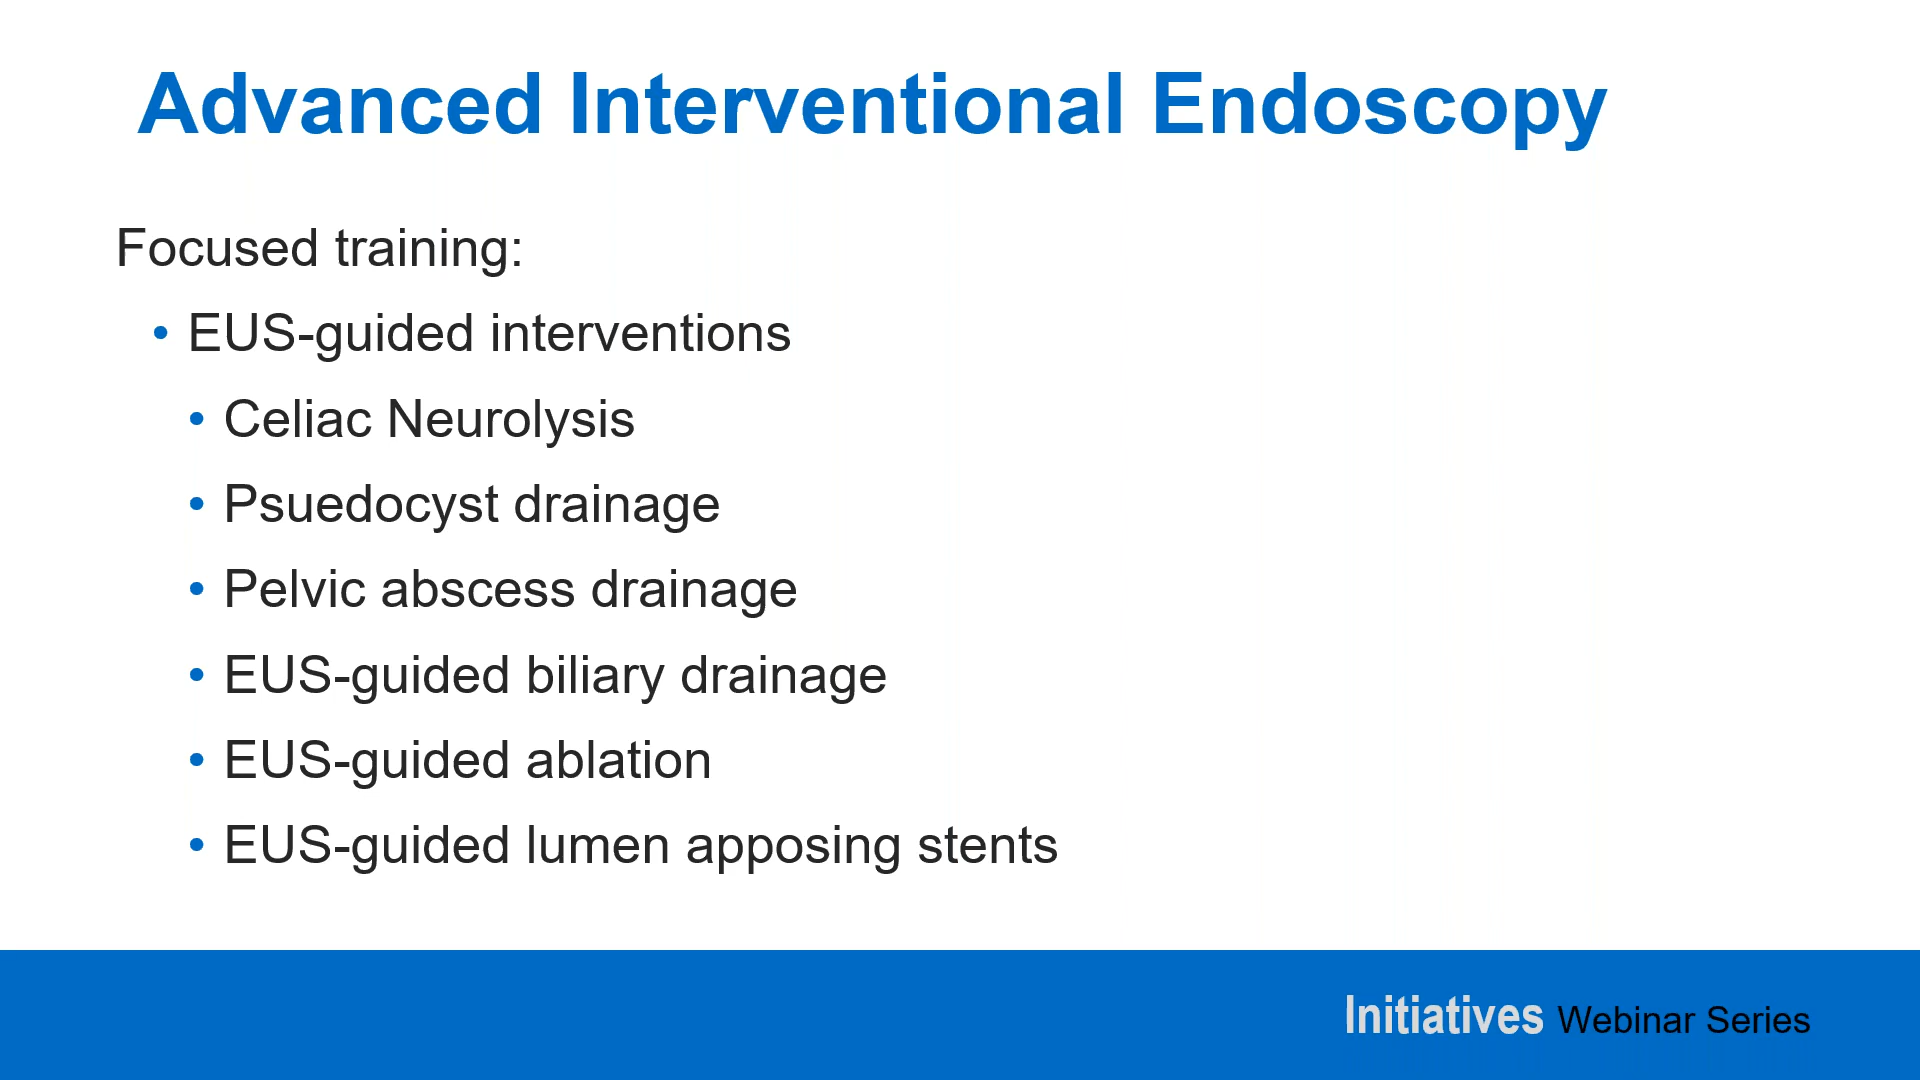 Advanced Interventional Endoscopy
Focused training:
• EUS-guided interventions
• Celiac Neurolysis
• Psuedocyst drainage
• Pelvic abscess drainage
• EUS-guided biliary drainage
• EUS-guided ablation
• EUS-guided lumen apposing stents
Initiatives Webinar Series